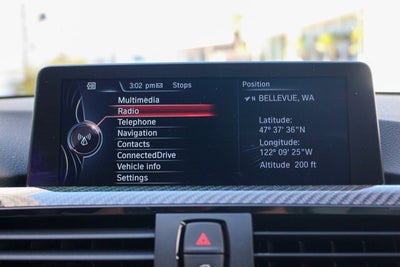 3:02 pm Stops
Position
Multimedia
Radio
Telephone
Navigation
Contacts
ConnectedDrive
Vehicle info
Settings
N BELLEVUE, WA
Latitude:
47° 37' 36"N
Longitude:
122° 09' 25"W
Altitude 200 ft